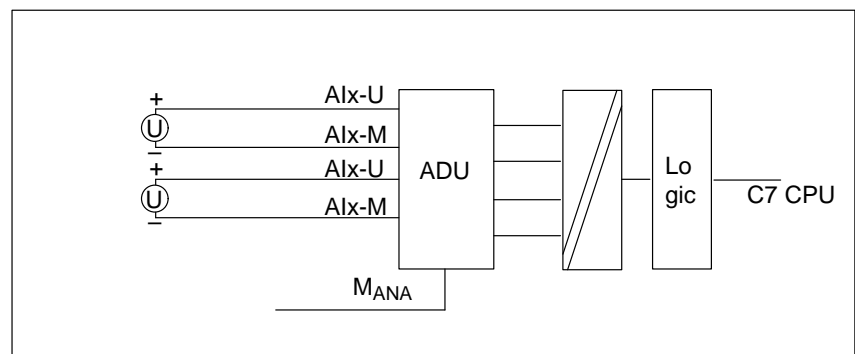 +
AIx-U
U
AIx-M
–
+
AIx-U
U
AIx-M
–
ADU
Lo
gic
C7 CPU
MANA